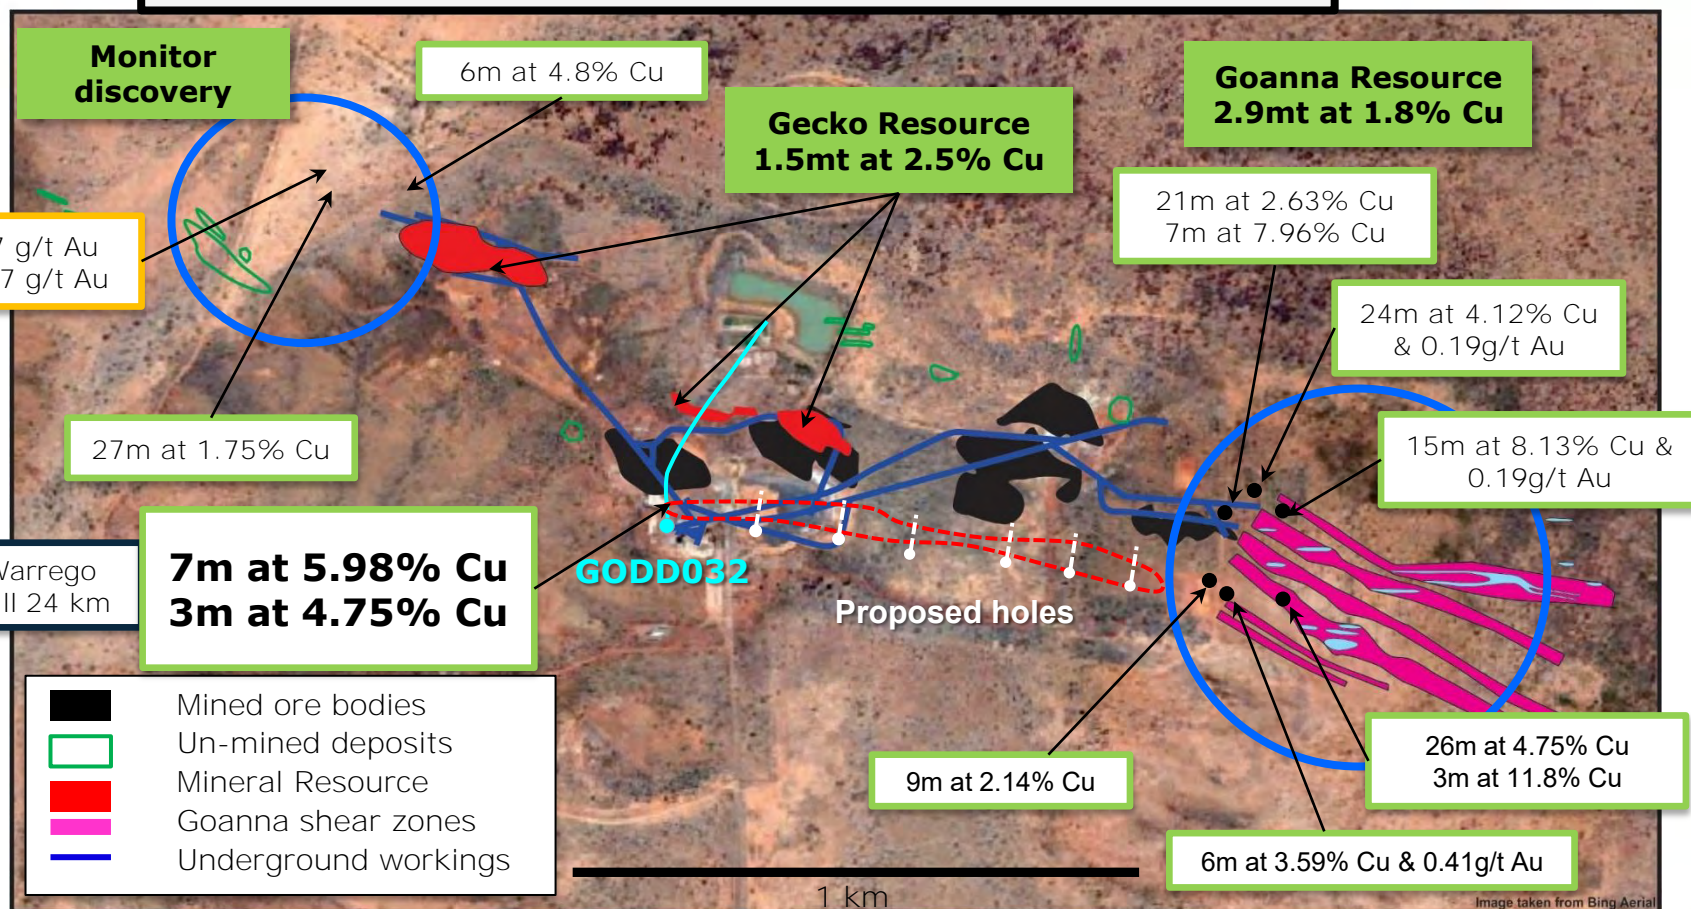 Monitor
discovery
6m at 4.8% Cu
Gecko Resource
1.5mt at 2.5% Cu
Goanna Resource
2.9mt at 1.8% Cu
21m at 2.63% Cu
7m at 7.96% Cu
7 g/t Au
7 g/t Au
24m at 4.12% Cu
& 0.19g/t Au
27m at 1.75% Cu
15m at 8.13% Cu &
0.19g/t Au
7m at 5.98% Cu
3m at 4.75% Cu
GODD032
Warrego
24 km
Proposed holes
Mined ore bodies
Un-mined deposits
Mineral Resource
Goanna shear zones
Underground workings
9m at 2.14% Cu
26m at 4.75% Cu
3m at 11.8% Cu
6m at 3.59% Cu & 0.41g/t Au
1 km
Image taken from Bing Aerial